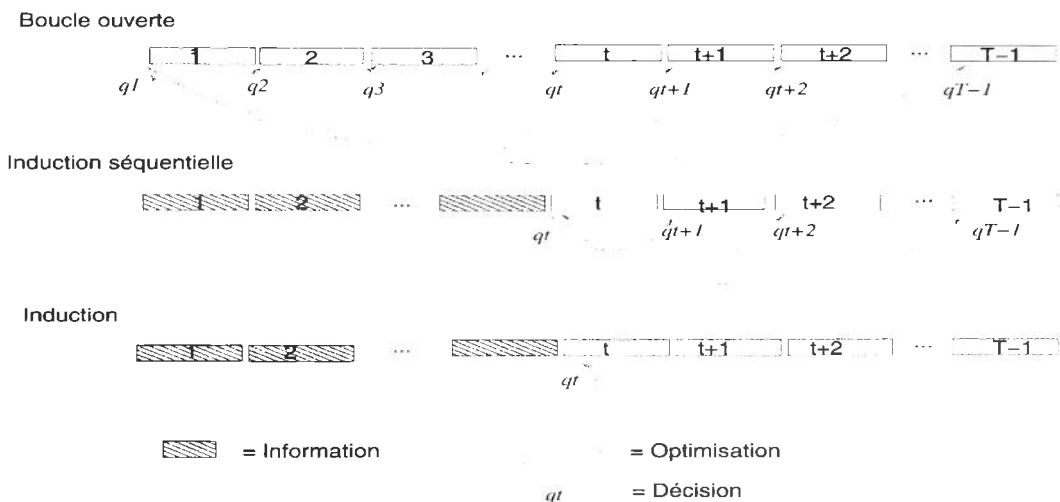 Boucle ouverte
1 2 3 ... t t+1 t+2 ... T-1
q1 q2 q3 qt qt+1 qt+2 qT-1
Induction séquentielle
1 2 ... t t+1 t+2 ... T-1
qt qt+1 qt+2 qT-1
Induction
1 2 ... t t+1 t+2 ... T-1
qt
= Information = Optimisation
qt = Décision